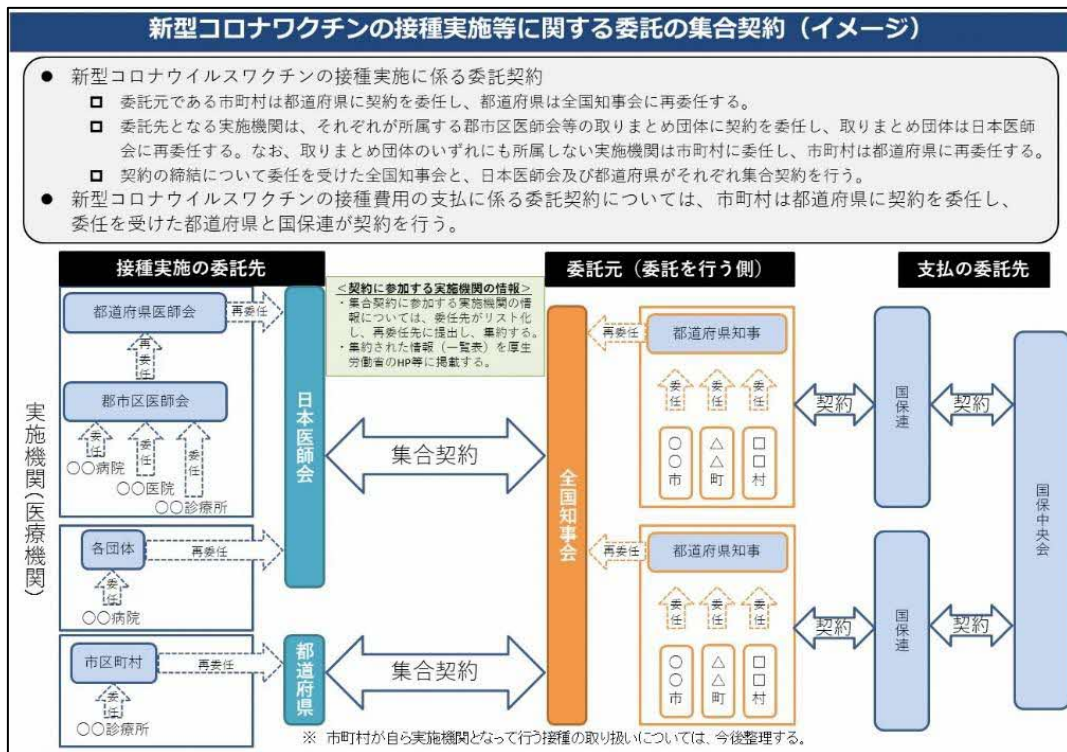 新型コロナワクチンの接種実施等に関する委託の集合契約（イメージ）
● 新型コロナウイルスワクチンの接種実施に係る委託契約
□ 委託元である市町村は都道府県に契約を委任し、都道府県は全国知事会に再委任する。
□ 委託先となる実施機関は、それぞれが所属する郡市区医師会等の取りまとめ団体に契約を委任し、取りまとめ団体は日本医師
会に再委任する。なお、取りまとめ団体のいずれにも所属しない実施機関は市町村に委任し、市町村は都道府県に再委任する。
□ 契約の締結について委任を受けた全国知事会と、日本医師会及び都道府県がそれぞれ集合契約を行う。
● 新型コロナウイルスワクチンの接種費用の支払に係る委託契約については、市町村は都道府県に契約を委任し、
委任を受けた都道府県と国保連が契約を行う。
接種実施の委託先
委託元（委託を行う側）
支払の委託先
実施機関(医療機関)
都道府県医師会
再委任
再委任
郡市区医師会
委任
委任
委任
〇〇病院
〇〇医院
〇〇診療所
各団体
再委任
委任
〇〇病院
市区町村
再委任
委任
〇〇診療所
日本医師会
都道府県
＜契約に参加する実施機関の情報＞
・集合契約に参加する実施機関の情
報については、委任先がリスト化
し、再委任先に提出し、集約する。
・集約された情報（一覧表）を厚生
労働省のHP等に掲載する。
集合契約
集合契約
全国知事会
再委任
都道府県知事
委任
委任
委任
〇〇市
△△町
□□村
再委任
都道府県知事
委任
委任
委任
〇〇市
△△町
□□村
契約
国保連
契約
契約
国保連
契約
国保中央会
※ 市町村が自ら実施機関となって行う接種の取り扱いについては、今後整理する。